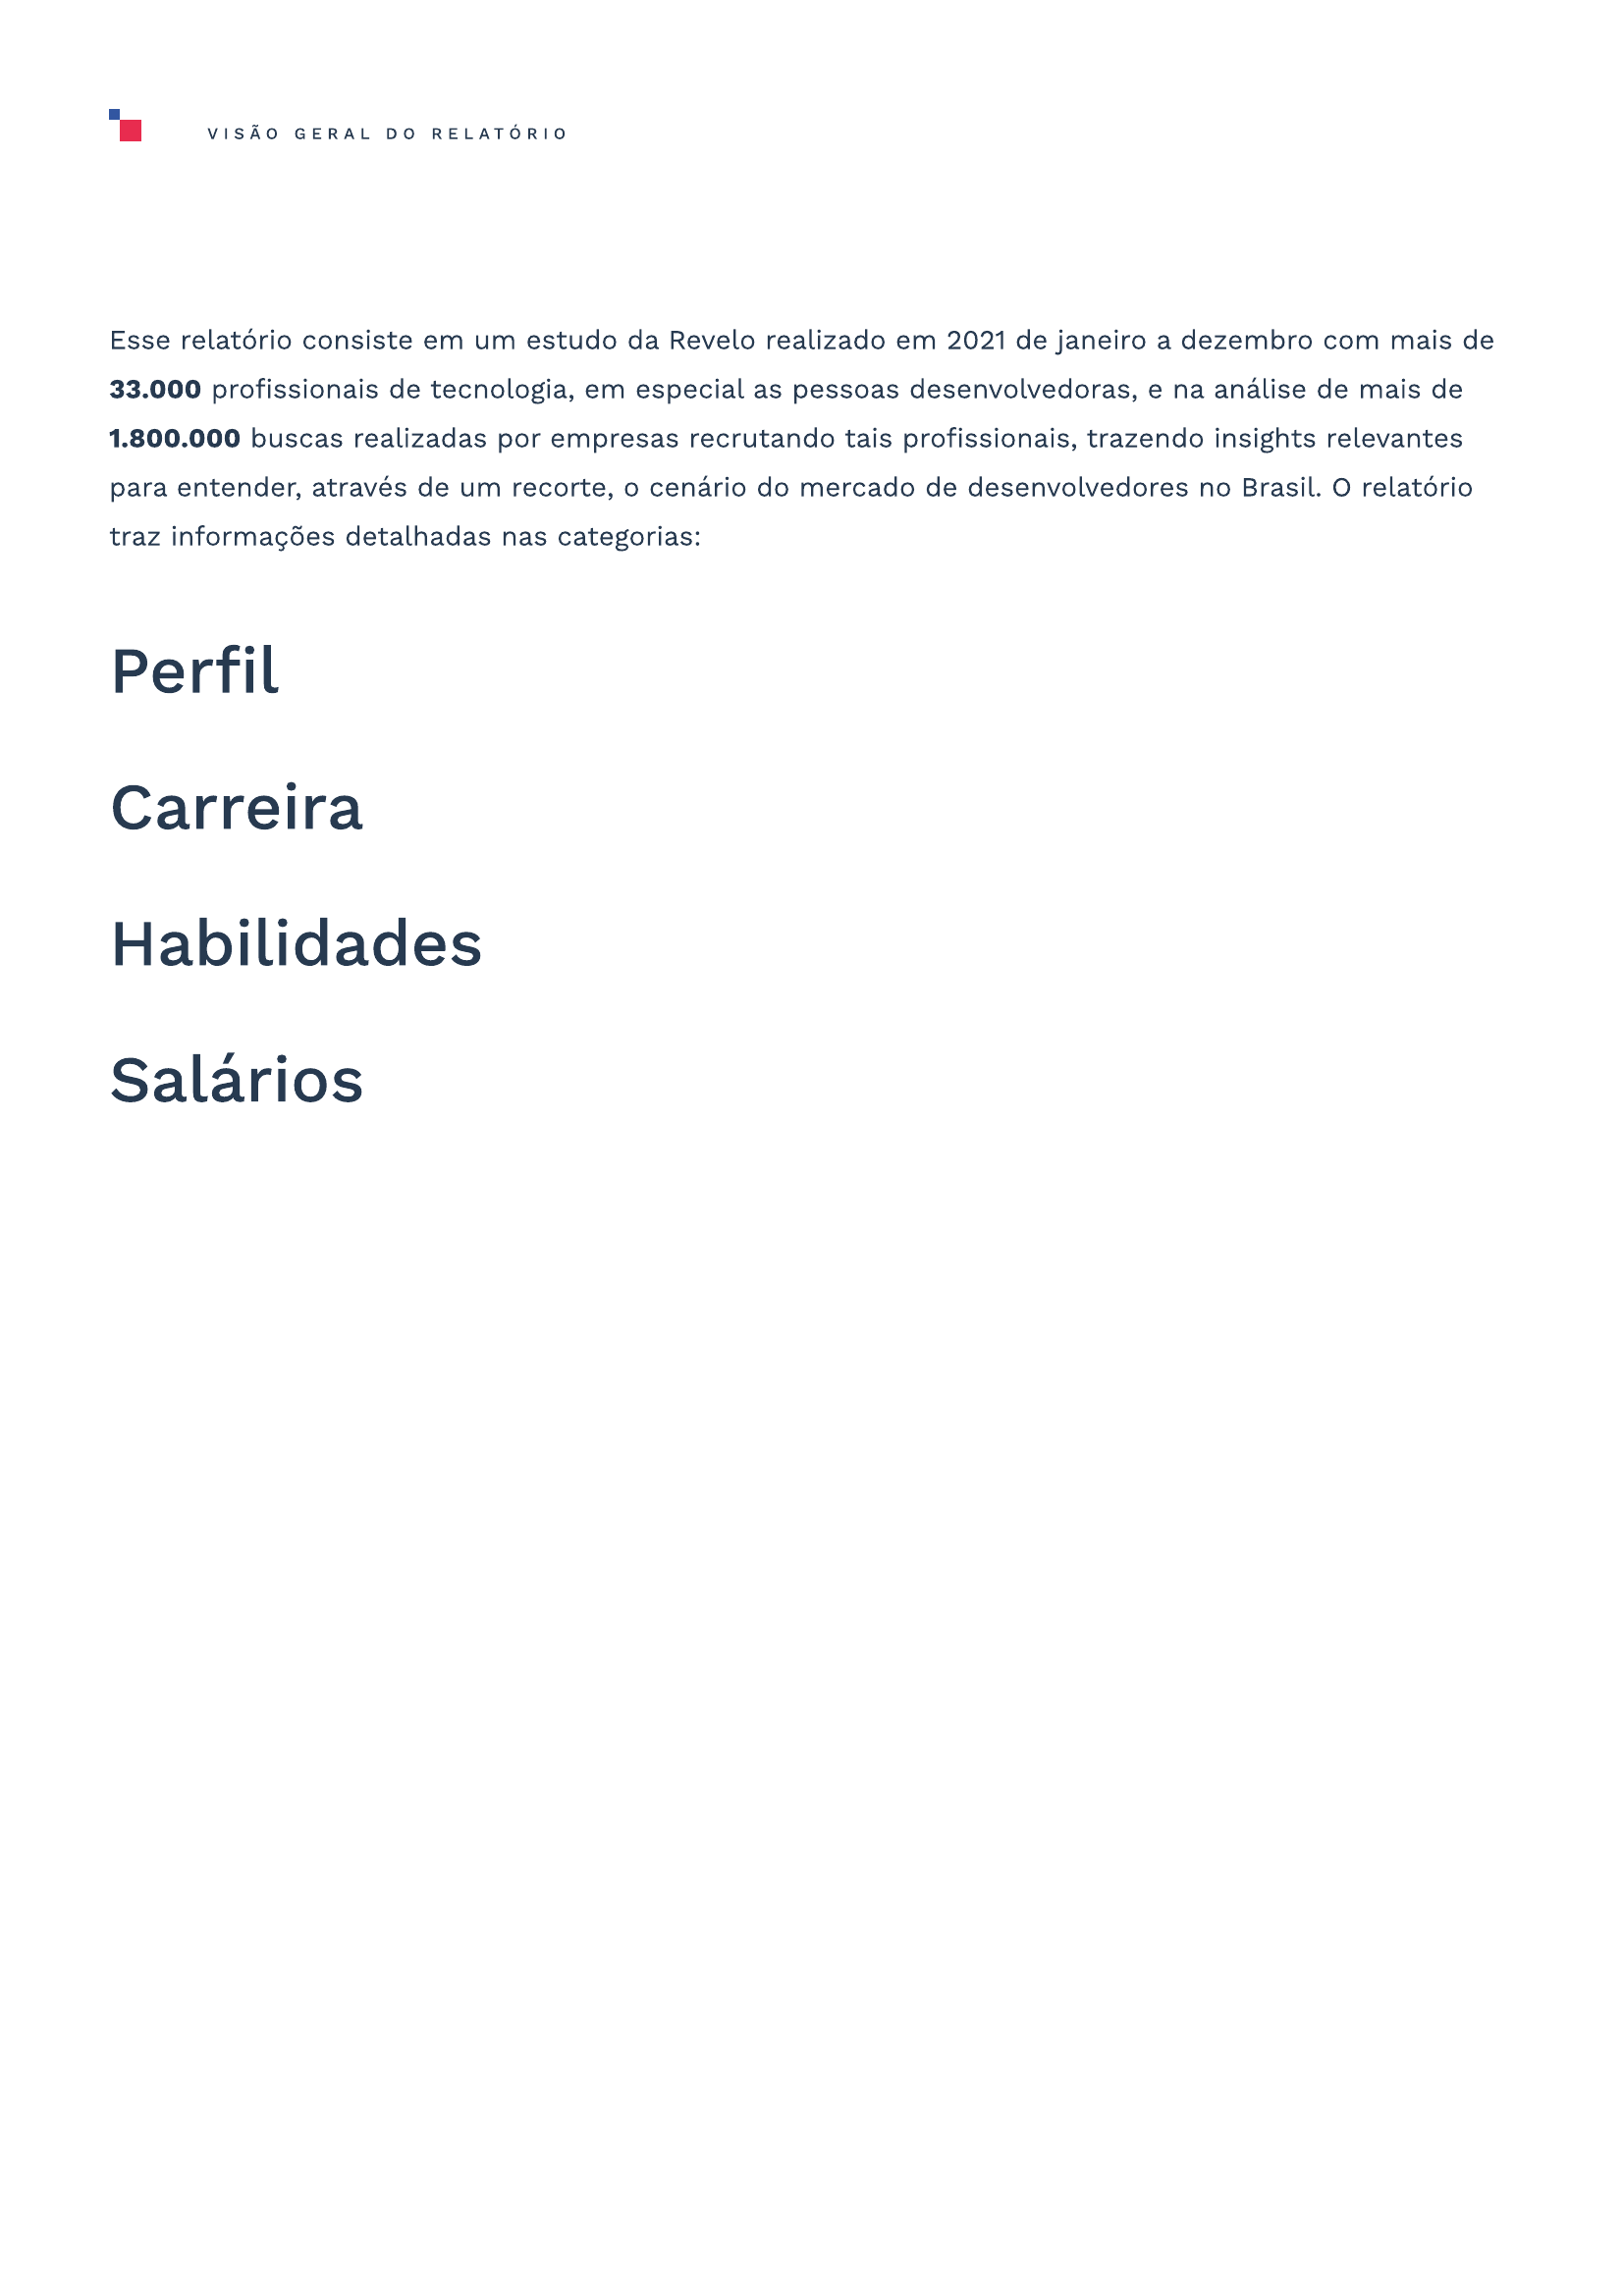 VISÃO GERAL DO RELATÓRIO
Esse relatório consiste em um estudo da Revelo realizado em 2021 de janeiro a dezembro com mais de
33.000 profissionais de tecnologia, em especial as pessoas desenvolvedoras, e na análise de mais de
1.800.000 buscas realizadas por empresas recrutando tais profissionais, trazendo insights relevantes
para entender, através de um recorte, o cenário do mercado de desenvolvedores no Brasil. O relatório
traz informações detalhadas nas categorias:
Perfil
Carreira
Habilidades
Salários